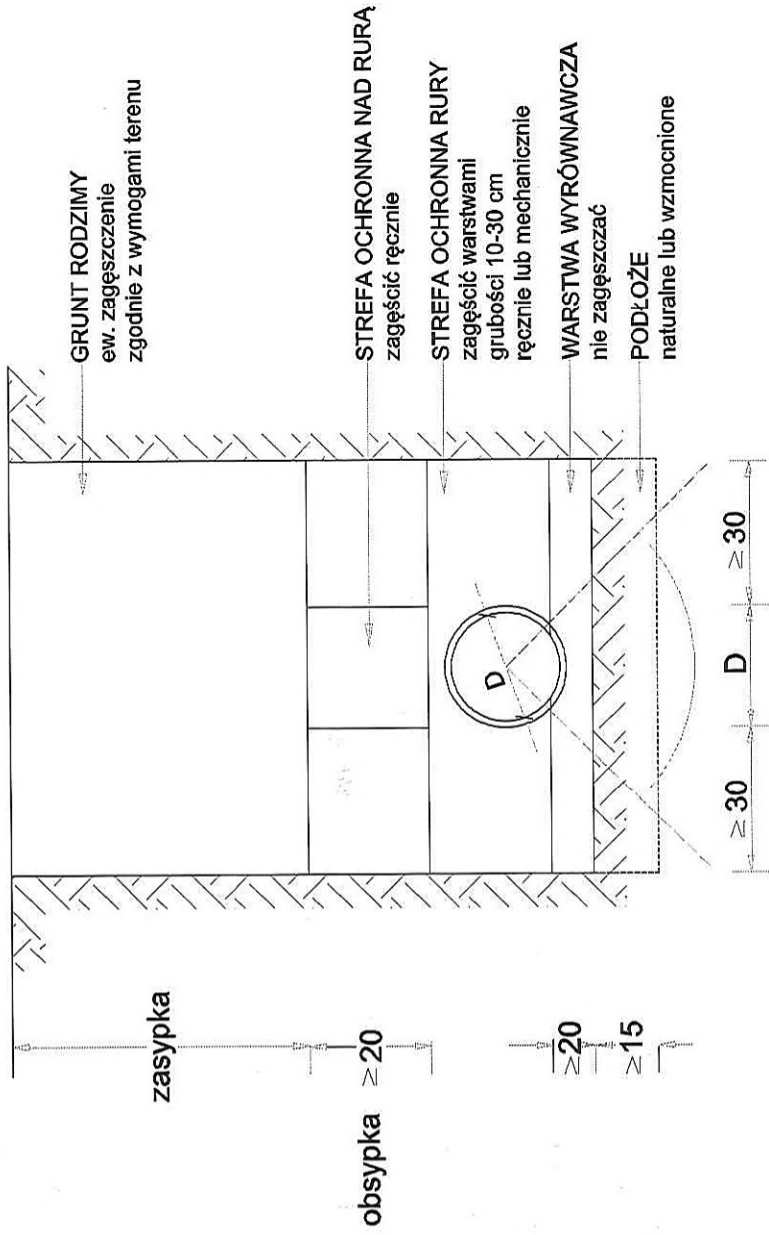 GRUNT RODZIMY
ew. zagęszczenie
zgodnie z wymogami terenu
STREFA OCHRONNA NAD RURĄ
zagęścić ręcznie
STREFA OCHRONNA RURY
zagęścić warstwami
grubości 10-30 cm
ręcznie lub mechanicznie
WARSTWA WYRÓWNAWCZA
nie zagęszczać
PODŁOŻE
naturalne lub wzmocnione
zasypka
obsypka
≥20
≥20
≥15
D
≥30
D
≥30